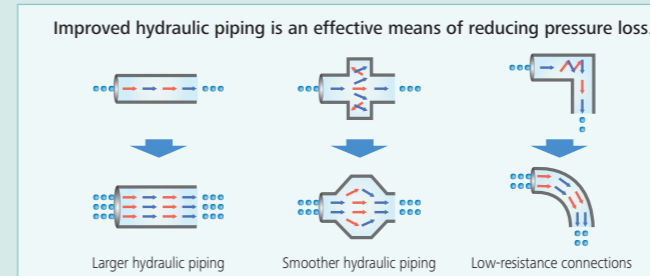 Improved hydraulic piping is an effective means of reducing pressure loss.
Larger hydraulic piping
Smoother hydraulic piping
Low-resistance connections